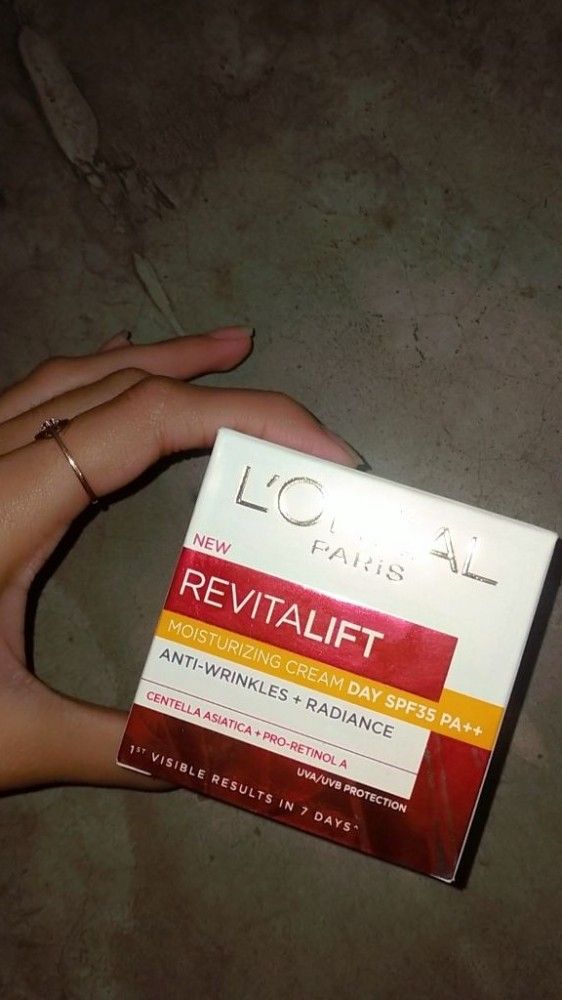 L'ORÉAL
PARIS
NEW
REVITALIFT
MOISTURIZING CREAM DAY SPF35 PA++
ANTI-WRINKLES + RADIANCE
CENTELLA ASIATICA + PRO-RETINOL A
UVA/UVB PROTECTION
1ST VISIBLE RESULTS IN 7 DAYS^